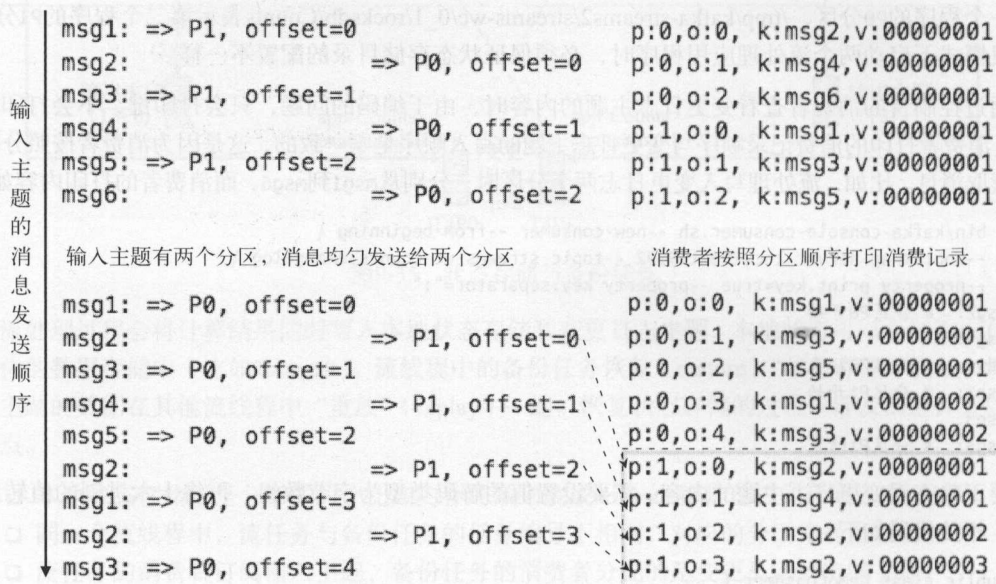 输入主题的消息发送顺序
msg1: => P1, offset=0 p:0,o:0, k:msg2,v:00000001
msg2: => P0, offset=0 p:0,o:1, k:msg4,v:00000001
msg3: => P1, offset=1 p:0,o:2, k:msg6,v:00000001
msg4: => P0, offset=1 p:1,o:0, k:msg1,v:00000001
msg5: => P1, offset=2 p:1,o:1, k:msg3,v:00000001
msg6: => P0, offset=2 p:1,o:2, k:msg5,v:00000001
输入主题有两个分区，消息均匀发送给两个分区 消费者按照分区顺序打印消费记录
msg1: => P0, offset=0 p:0,o:0, k:msg1,v:00000001
msg2: => P1, offset=0 p:0,o:1, k:msg3,v:00000001
msg3: => P0, offset=1 p:0,o:2, k:msg5,v:00000001
msg4: => P1, offset=1 p:0,o:3, k:msg1,v:00000002
msg5: => P0, offset=2 p:0,o:4, k:msg3,v:00000002
msg2: => P1, offset=2 p:1,o:0, k:msg2,v:00000001
msg1: => P0, offset=3 p:1,o:1, k:msg4,v:00000001
msg2: => P1, offset=3 p:1,o:2, k:msg2,v:00000002
msg3: => P0, offset=4 p:1,o:3, k:msg2,v:00000003